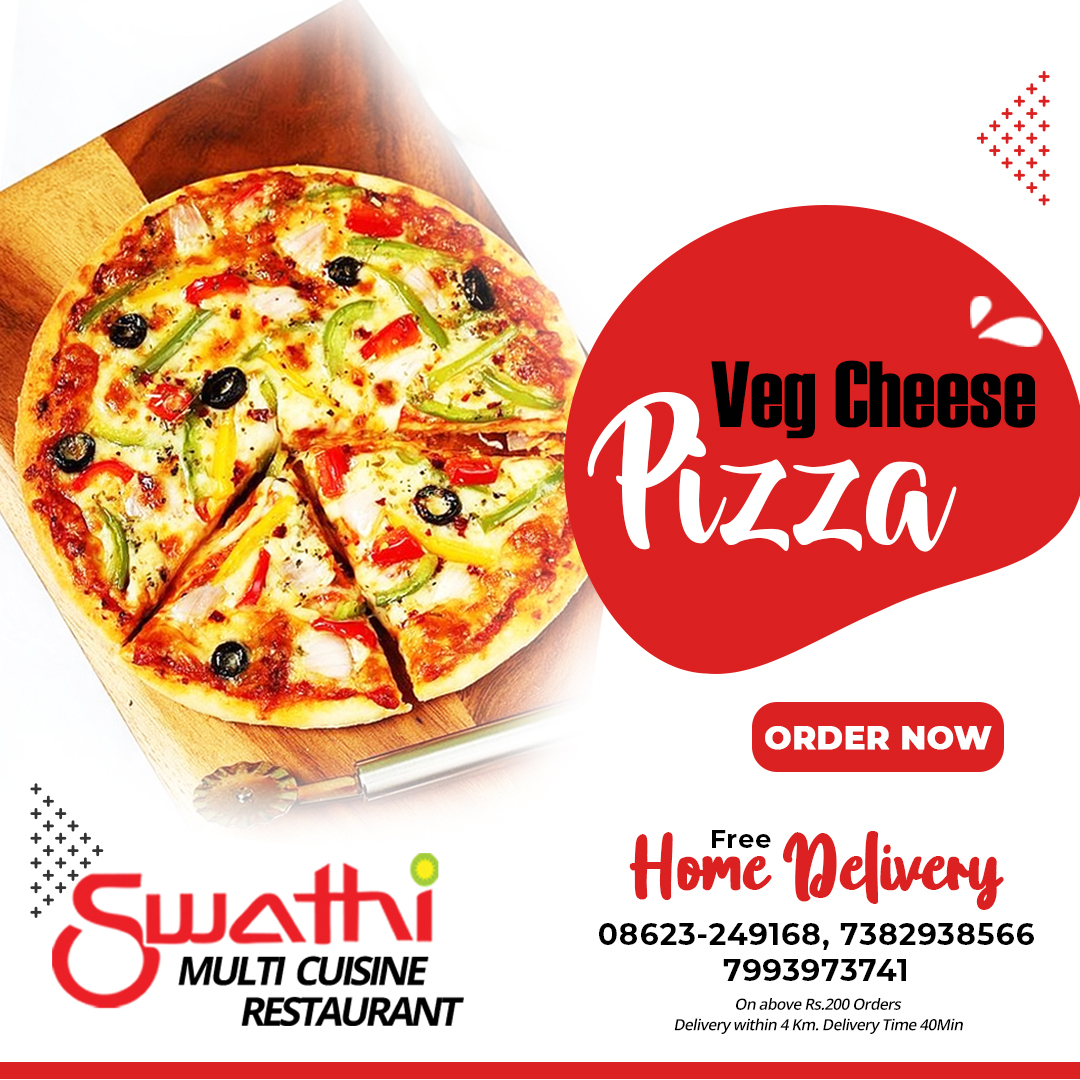 Veg Cheese
Pizza
ORDER NOW
Free
Home Delivery
08623-249168, 7382938566
7993973741
On above Rs.200 Orders
Delivery within 4 Km. Delivery Time 40Min
Swathi
MULTI CUISINE
RESTAURANT